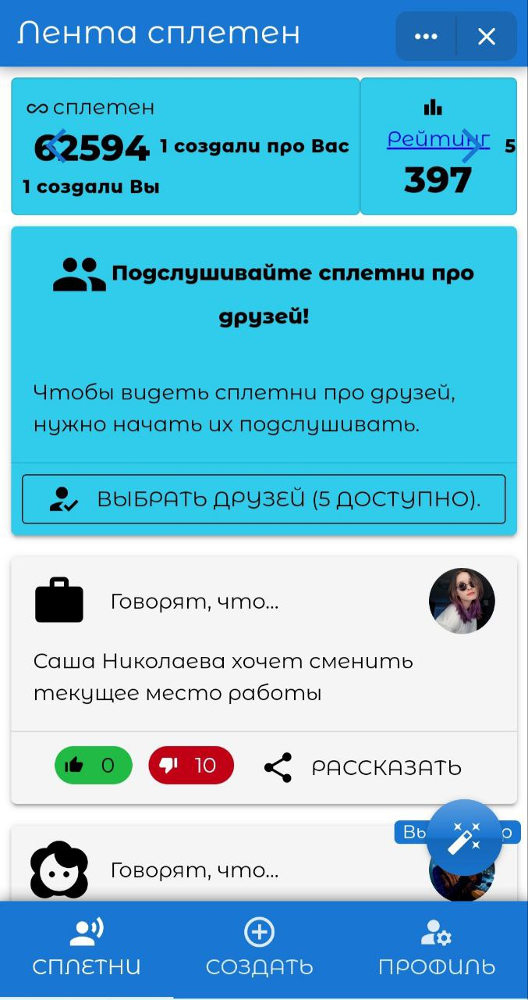 Лента сплетен
сплетен
62594 1 создали про Вас
1 создали Вы
Рейтинг
397
5
Подслушивайте сплетни про
друзей!
Чтобы видеть сплетни про друзей,
нужно начать их подслушивать.
ВЫБРАТЬ ДРУЗЕЙ (5 ДОСТУПНО).
Говорят, что...
Саша Николаева хочет сменить
текущее место работы
0
10
РАССКАЗАТЬ
Говорят, что...
СПЛЕТНИ
СОЗДАТЬ
ПРОФИЛЬ